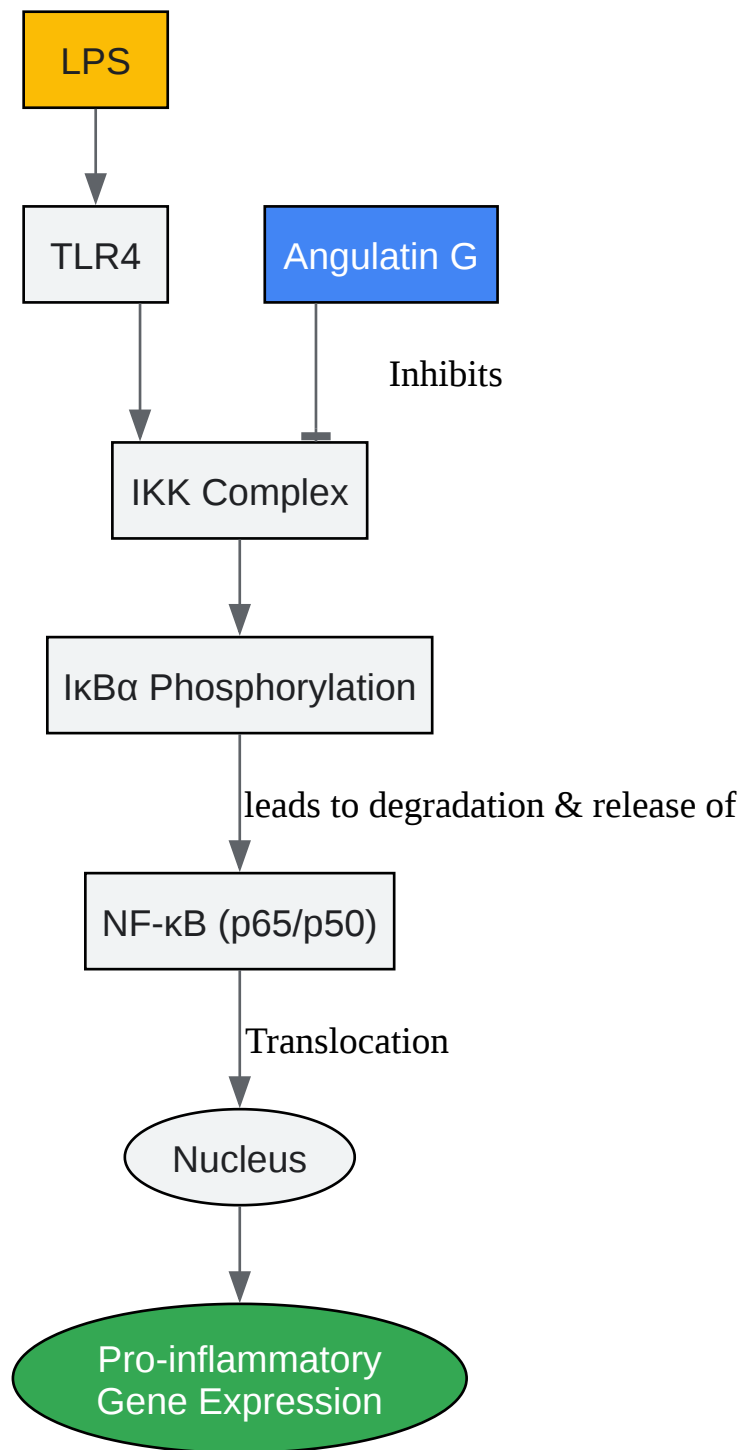 LPS
TLR4
Angulatin G
Inhibits
IKK Complex
IκBα Phosphorylation
leads to degradation & release of
NF-κB (p65/p50)
Translocation
Nucleus
Pro-inflammatory
Gene Expression